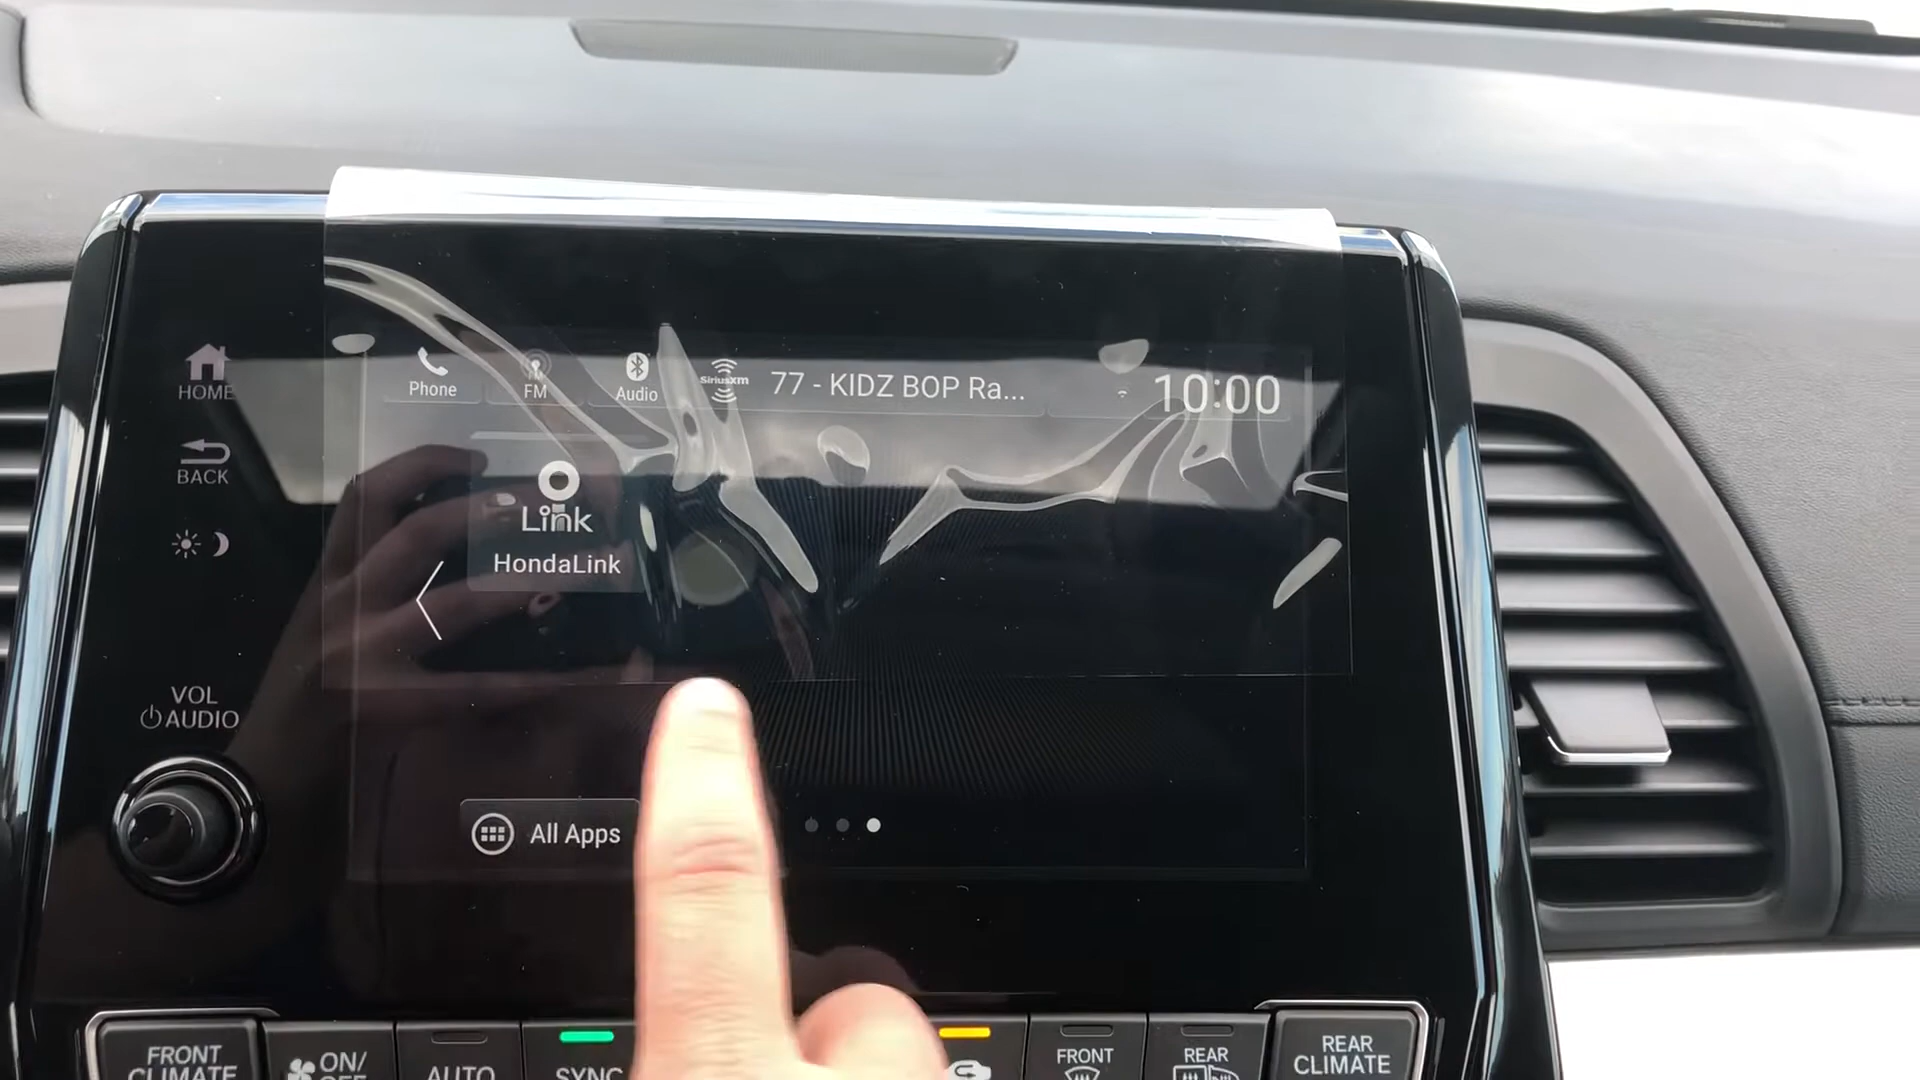 HOME
BACK
VOL
AUDIO
Phone
FM
Audio
SiriusXM
77 - KIDZ BOP Ra...
10:00
Link
HondaLink
All Apps
FRONT
CLIMATE
ON/
OFF
AUTO
SYNC
FRONT
REAR
REAR
CLIMATE